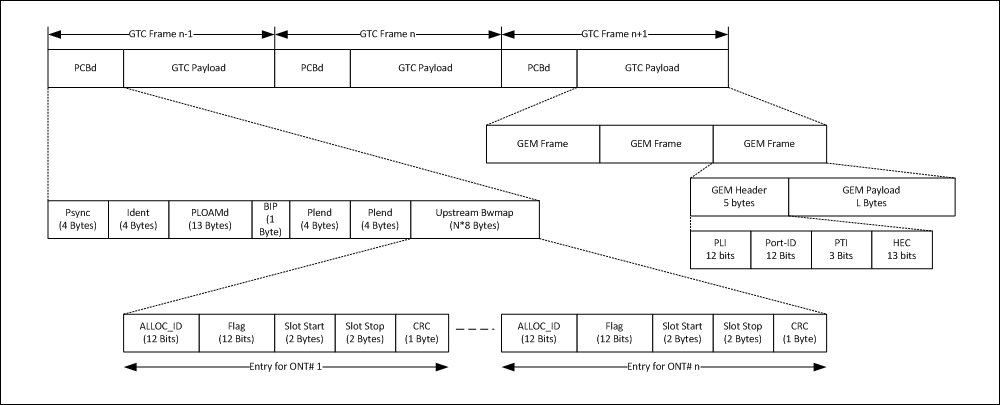 GTC Frame n-1
GTC Frame n
GTC Frame n+1
PCBd
GTC Payload
PCBd
GTC Payload
PCBd
GTC Payload
GEM Frame
GEM Frame
GEM Frame
GEM Header
5 bytes
GEM Payload
L Bytes
Psync
(4 Bytes)
Ident
(4 Bytes)
PLOAMd
(13 Bytes)
BIP
(1
Byte)
Plend
(4 Bytes)
Plend
(4 Bytes)
Upstream Bwmap
(N*8 Bytes)
PLI
12 bits
Port-ID
12 Bits
PTI
3 Bits
HEC
13 bits
ALLOC_ID
(12 Bits)
Flag
(12 Bits)
Slot Start
(2 Bytes)
Slot Stop
(2 Bytes)
CRC
(1 Byte)
ALLOC_ID
(12 Bits)
Flag
(12 Bits)
Slot Start
(2 Bytes)
Slot Stop
(2 Bytes)
CRC
(1 Byte)
Entry for ONT# 1
Entry for ONT# n